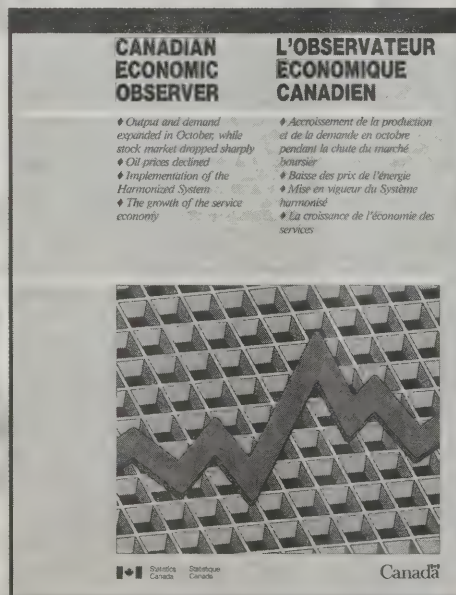 CANADIAN
ECONOMIC
OBSERVER
♦ Output and demand
expanded in October, while
stock market dropped sharply
♦ Oil prices declined
♦ Implementation of the
Harmonized System
♦ The growth of the service
economy
L'OBSERVATEUR
ÉCONOMIQUE
CANADIEN
♦ Accroissement de la production
et de la demande en octobre
pendant la chute du marché
boursier
♦ Baisse des prix de l'énergie
♦ Mise en vigueur du Système
harmonisé
♦ La croissance de l'économie des
services
Statistics
Canada
Statistique
Canada
Canada